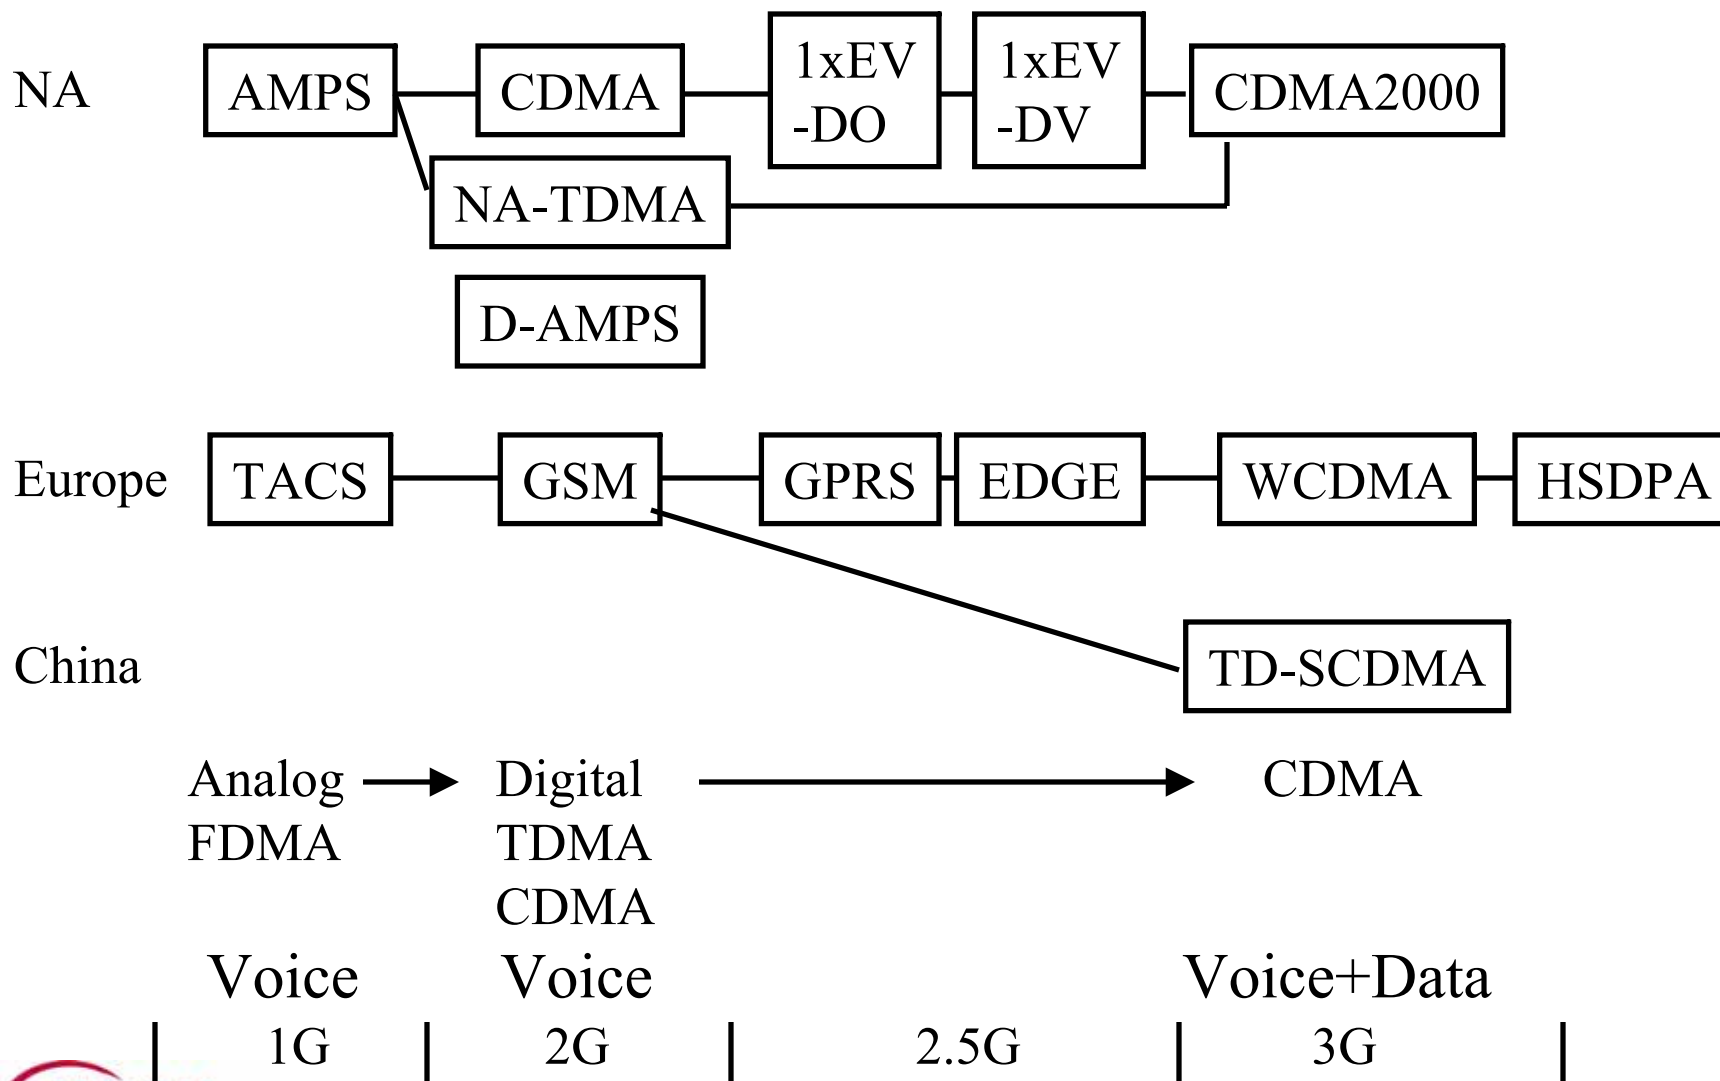 NA
AMPS
CDMA
1xEV
-DO
1xEV
-DV
CDMA2000
NA-TDMA
D-AMPS
Europe
TACS
GSM
GPRS
EDGE
WCDMA
HSDPA
China
TD-SCDMA
Analog
FDMA
Digital
TDMA
CDMA
CDMA
Voice
Voice
Voice+Data
1G
2G
2.5G
3G